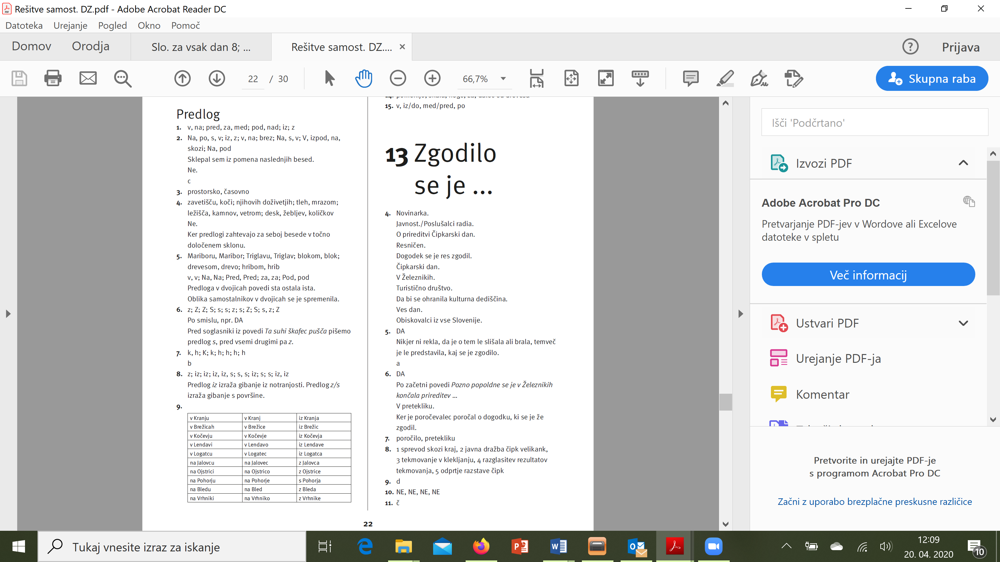 Rešitve samost. DZ.pdf - Adobe Acrobat Reader DC
Datoteka Urejanje Pogled Okno Pomoč
Domov Orodja Slo. za vsak dan 8; ... Rešitve samost. DZ.... × ? Prijava
22 / 30 66,7% Skupna raba
Predlog
1. v, na; pred, za, med; pod, nad; iz; z
2. Na, po, s, v; iz, z; v, na; brez; Na, s, v; V, izpod, na,
skozi; Na, pod
Sklepal sem iz pomena naslednjih besed.
Ne.
c
3. prostorsko, časovno
4. zavetišču, koči; njihovih doživetjih; tleh, mrazom;
ležišča, kamnov, vetrom; desk, žebljev, količkov
Ne.
Ker predlogi zahtevajo za seboj besede v točno
določenem sklonu.
5. Mariboru, Maribor; Triglavu, Triglav; blokom, blok;
drevesom, drevo; hribom, hrib
v, v; Na, Na; Pred, Pred; za, za; Pod, pod
Predloga v dvojicah povedi sta ostala ista.
Oblika samostalnikov v dvojicah se je spremenila.
6. z; Z; Z; S; s; s; z; s; Z; S; s, z; Z
Po smislu, npr. DA
Pred soglasniki iz povedi Ta suhi škafec pušča pišemo
predlog s, pred vsemi drugimi pa z.
7. k, h; K; k; h; h; h; h
b
8. z; iz; iz; iz, iz, s; s, s; iz; s; s; iz, iz
Predlog iz izraža gibanje iz notranjosti. Predlog z/s
izraža gibanje s površine.
9.
v Kranju v Kranj iz Kranja
v Brežicah v Brežice iz Brežic
v Kočevju v Kočevje iz Kočevja
v Lendavi v Lendavo iz Lendave
v Logatcu v Logatec iz Logatca
na Jalovcu na Jalovec z Jalovca
na Ojstrici na Ojstrico z Ojstrice
na Pohorju na Pohorje s Pohorja
na Bledu na Bled z Bleda
na Vrhniki na Vrhniko z Vrhnike
15. v, iz/do, med/pred, po
13 Zgodilo
se je ...
4. Novinarka.
Javnost./Poslušalci radia.
O prireditvi Čipkarski dan.
Resničen.
Dogodek se je res zgodil.
Čipkarski dan.
V Železnikih.
Turistično društvo.
Da bi se ohranila kulturna dediščina.
Ves dan.
Obiskovalci iz vse Slovenije.
5. DA
Nikjer ni rekla, da je o tem le slišala ali brala, temveč
je le predstavila, kaj se je zgodilo.
a
6. DA
Po začetni povedi Pozno popoldne se je v Železnikih
končala prireditev ...
V pretekliku.
Ker je poročevalec poročal o dogodku, ki se je že
zgodil.
7. poročilo, pretekliku
8. 1 sprevod skozi kraj, 2 javna dražba čipk velikank,
3 tekmovanje v klekljanju, 4 razglasitev rezultatov
tekmovanja, 5 odprtje razstave čipk
9. d
10. NE, NE, NE, NE
11. č
22
Išči 'Podčrtano'
Izvozi PDF
Adobe Acrobat Pro DC
Pretvarjanje PDF-jev v Wordove ali Excelove
datoteke v spletu
Več informacij
Ustvari PDF
Urejanje PDF-ja
Komentar
Pretvorite in urejajte PDF-je
s programom Acrobat Pro DC
Začni z uporabo brezplačne preskusne različice
Tukaj vnesite izraz za iskanje
12:09
20. 04. 2020
10